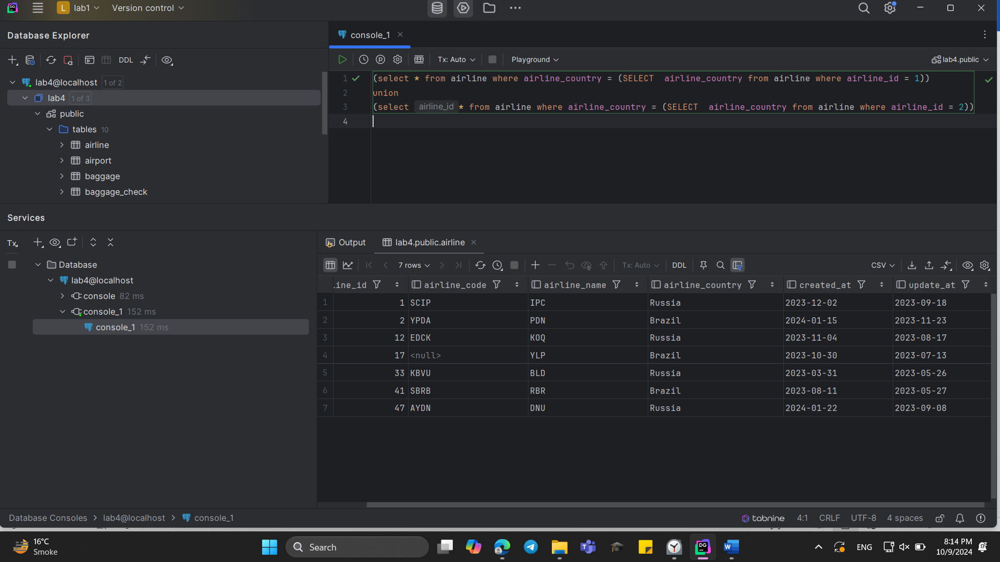 L lab1 Version control
Database Explorer
console_1
DDL
Tx: Auto Playground lab4.public
lab4@localhost 1 of 2
lab4 1 of 3
public
tables 10
airline
airport
baggage
baggage_check
1 (select * from airline where airline_country = (SELECT airline_country from airline where airline_id = 1))
2 union
3 (select airline_id * from airline where airline_country = (SELECT airline_country from airline where airline_id = 2))
4
Services
Tx
Database
lab4@localhost
console 82 ms
console_1 152 ms
console_1 152 ms
Output lab4.public.airline
7 rows Tx: Auto DDL CSV
line_id airline_code airline_name airline_country created_at update_at
1 1 SCIP IPC Russia 2023-12-02 2023-09-18
2 2 YPDA PDN Brazil 2024-01-15 2023-11-23
3 12 EDCK KOQ Russia 2023-11-04 2023-08-17
4 17 <null> YLP Brazil 2023-10-30 2023-07-13
5 33 KBVU BLD Russia 2023-03-31 2023-05-26
6 41 SBRB RBR Brazil 2023-08-11 2023-05-27
7 47 AYDN DNU Russia 2024-01-22 2023-09-08
Database Consoles > lab4@localhost > console_1
tabnine 4:1 CRLF UTF-8 4 spaces
16°C
Smoke
Search
ENG
8:14 PM
10/9/2024